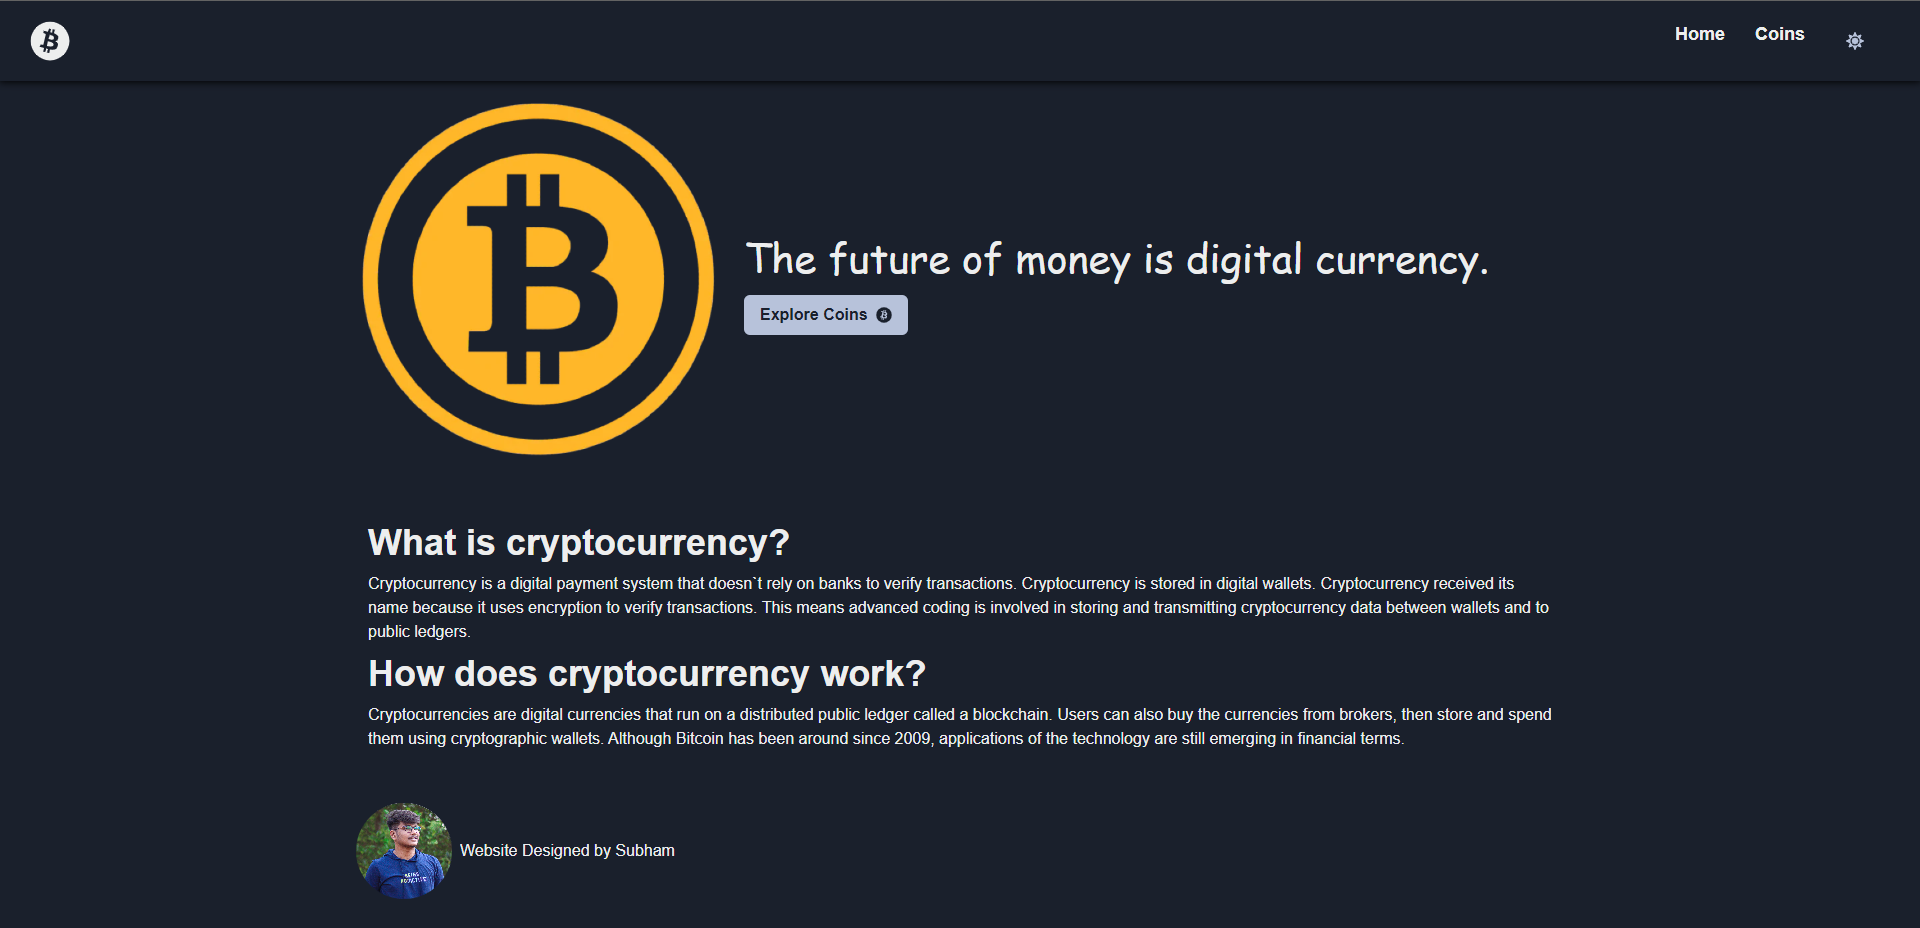 Home Coins
The future of money is digital currency.
Explore Coins
What is cryptocurrency?
Cryptocurrency is a digital payment system that doesn`t rely on banks to verify transactions. Cryptocurrency is stored in digital wallets. Cryptocurrency received its
name because it uses encryption to verify transactions. This means advanced coding is involved in storing and transmitting cryptocurrency data between wallets and to
public ledgers.
How does cryptocurrency work?
Cryptocurrencies are digital currencies that run on a distributed public ledger called a blockchain. Users can also buy the currencies from brokers, then store and spend
them using cryptographic wallets. Although Bitcoin has been around since 2009, applications of the technology are still emerging in financial terms.
Website Designed by Subham